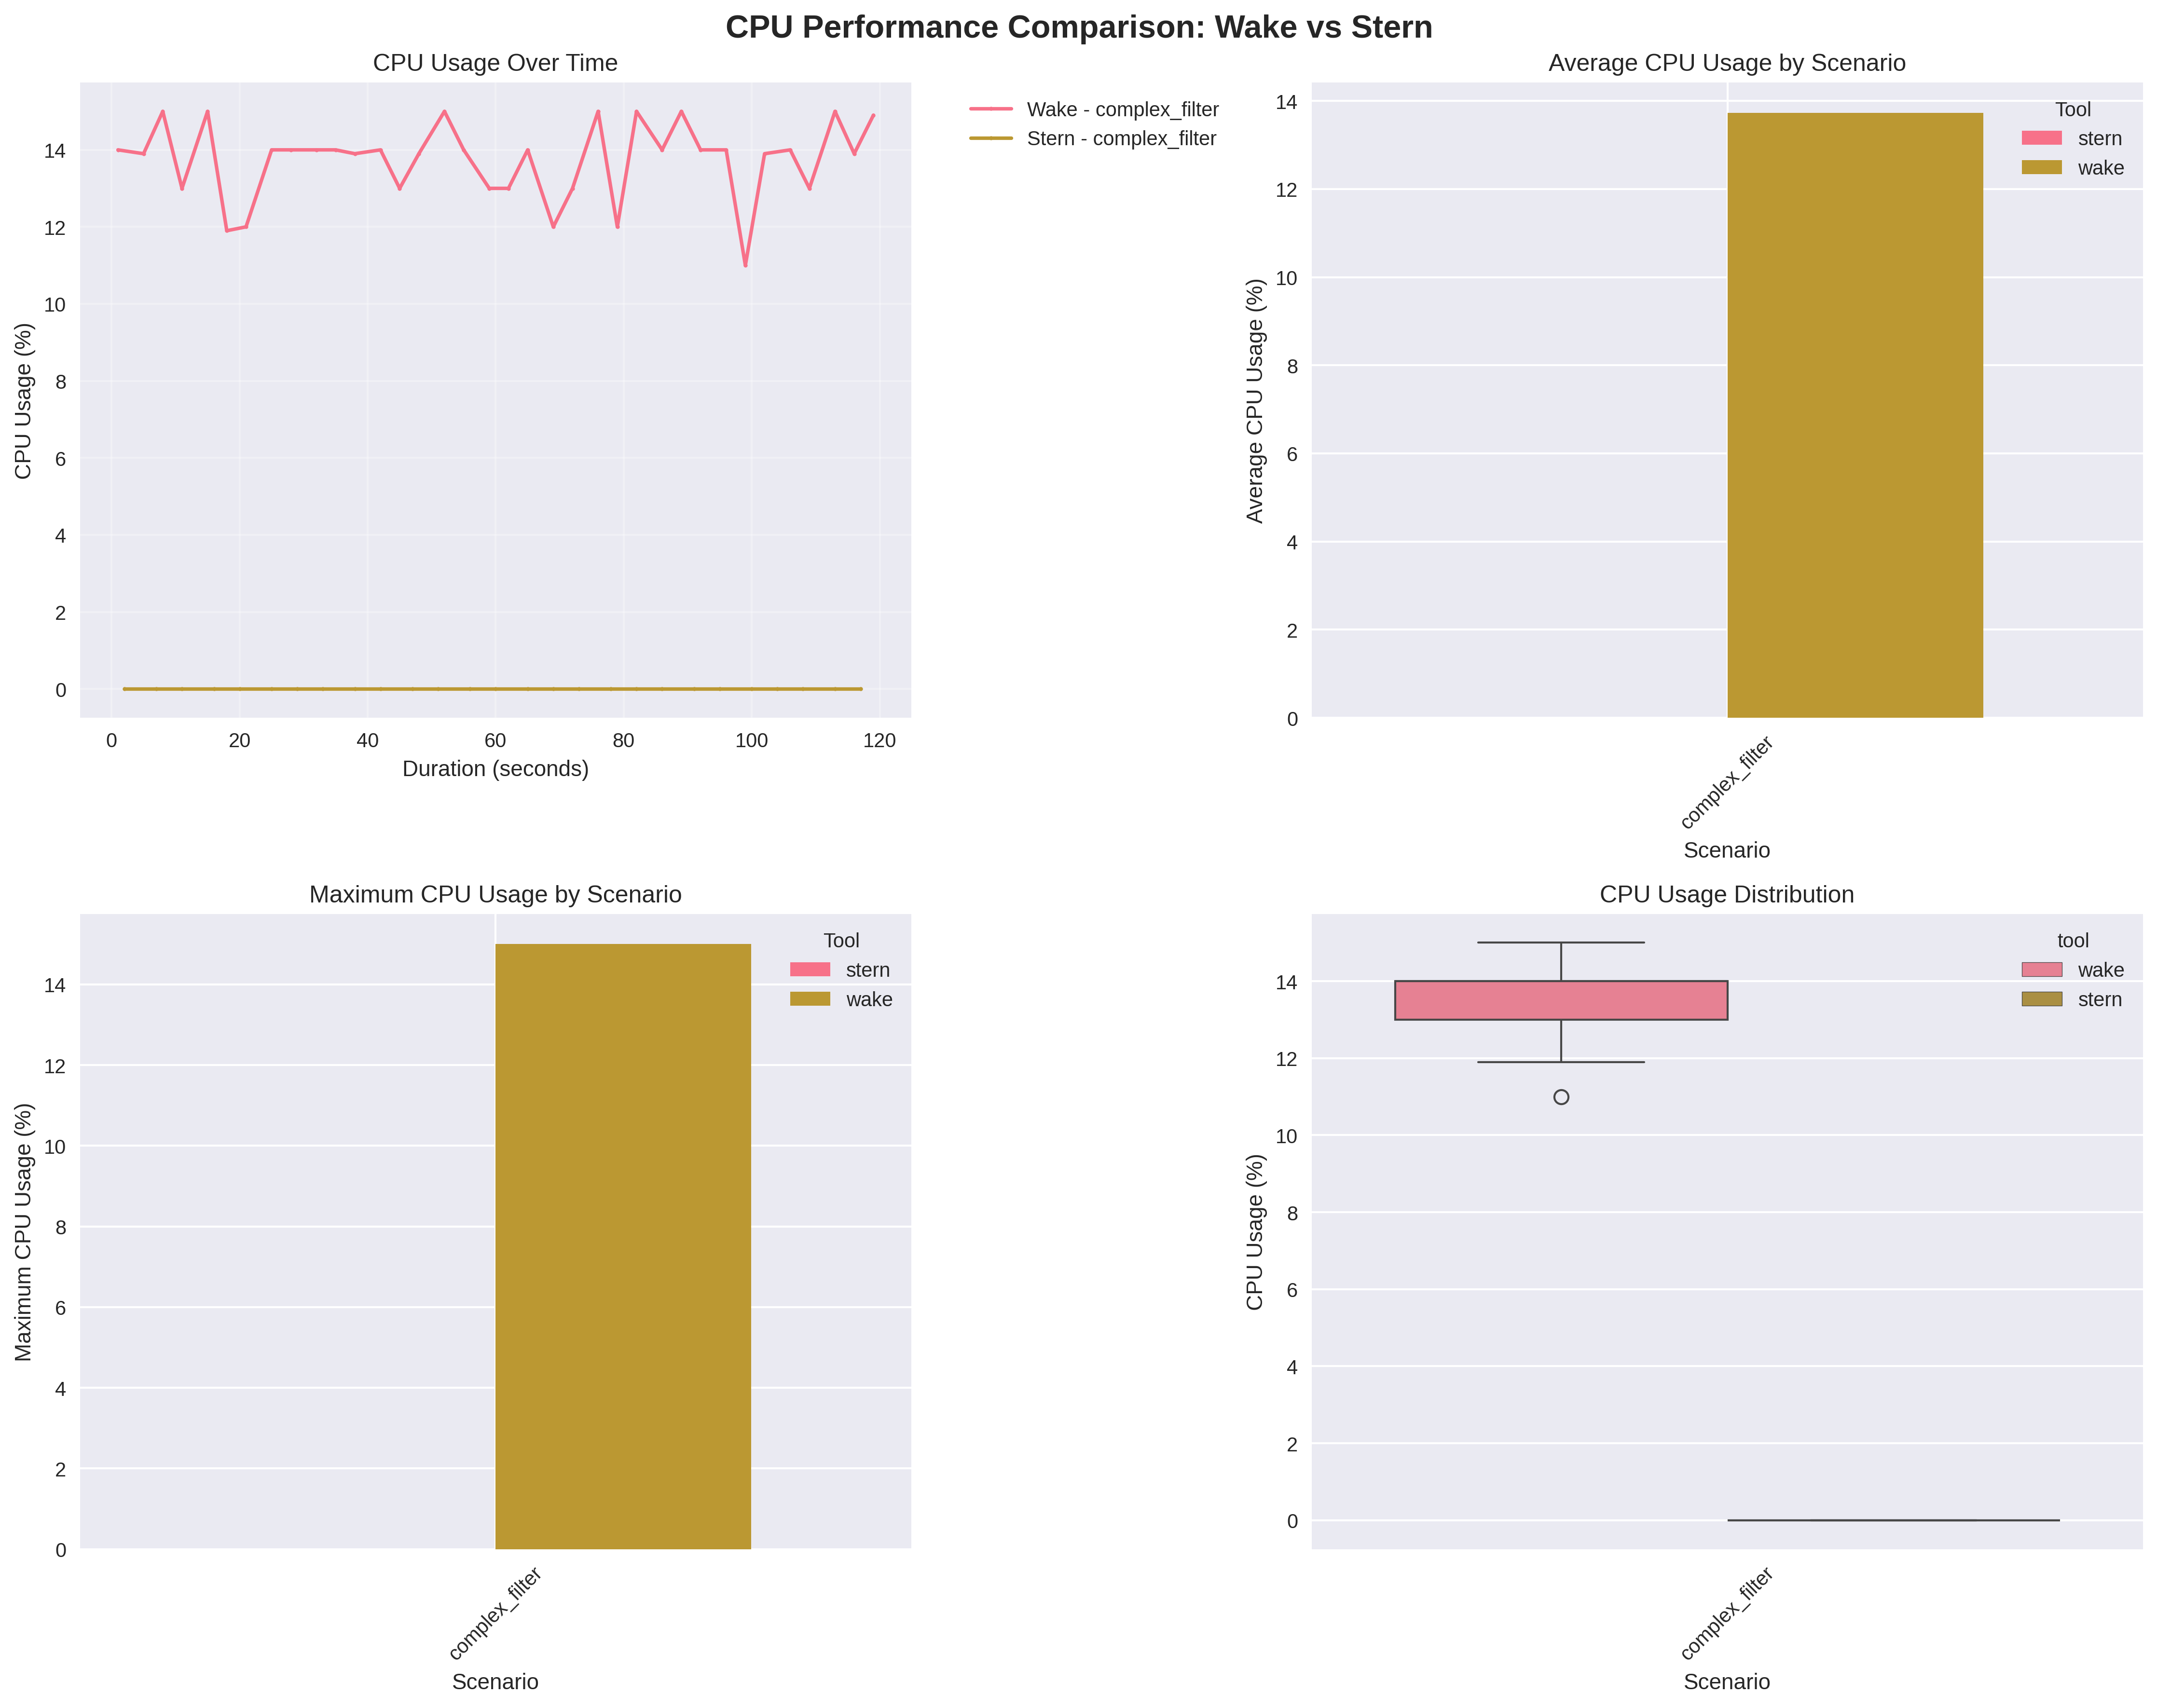 CPU Performance Comparison: Wake vs Stern
CPU Usage Over Time
CPU Usage (%)
14
12
10
8
6
4
2
0
0 20 40 60 80 100 120
Duration (seconds)
Wake - complex_filter
Stern - complex_filter
Average CPU Usage by Scenario
Average CPU Usage (%)
14
12
10
8
6
4
2
0
Tool
stern
wake
complex_filter
Scenario
Maximum CPU Usage by Scenario
Maximum CPU Usage (%)
14
12
10
8
6
4
2
0
Tool
stern
wake
complex_filter
Scenario
CPU Usage Distribution
CPU Usage (%)
14
12
10
8
6
4
2
0
tool
wake
stern
complex_filter
Scenario